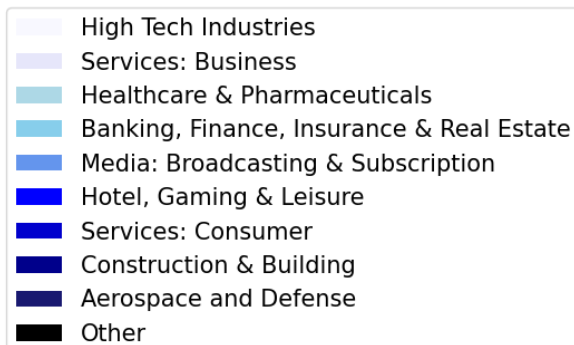 High Tech Industries
Services: Business
Healthcare & Pharmaceuticals
Banking, Finance, Insurance & Real Estate
Media: Broadcasting & Subscription
Hotel, Gaming & Leisure
Services: Consumer
Construction & Building
Aerospace and Defense
Other